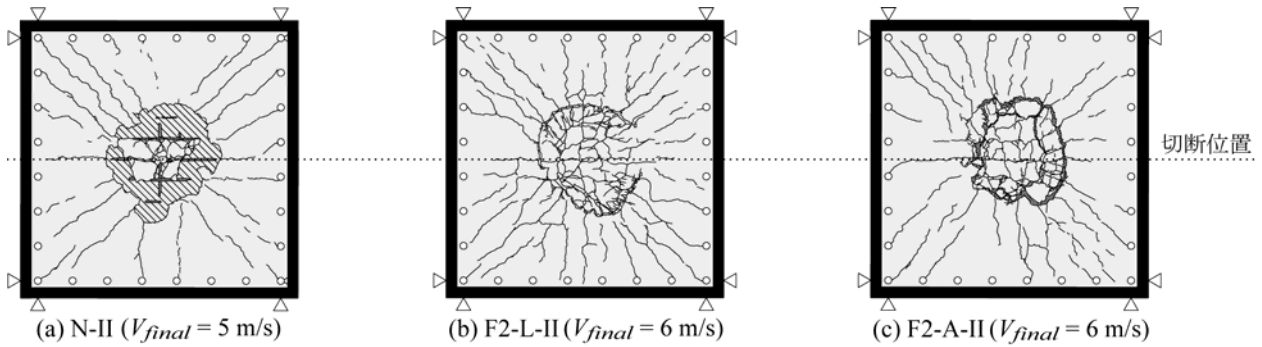 切断位置
(a) N-II (V_final = 5 m/s)
(b) F2-L-II (V_final = 6 m/s)
(c) F2-A-II (V_final = 6 m/s)